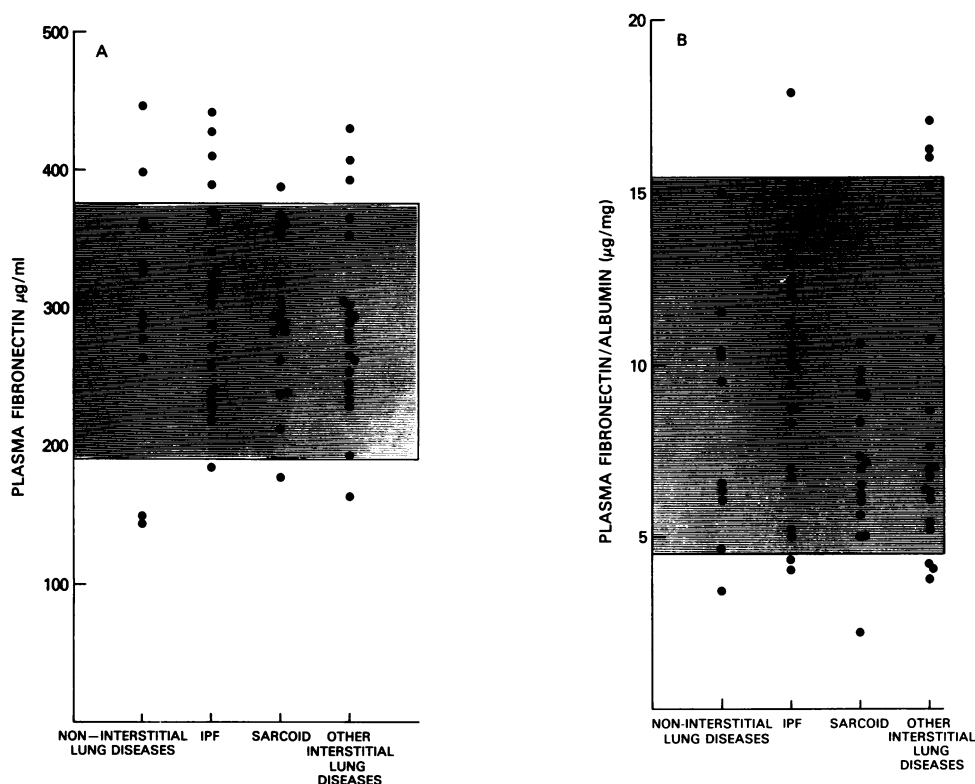 A
PLASMA FIBRONECTIN µg/ml
500
400
300
200
100
NON—INTERSTITIAL
LUNG DISEASES
IPF
SARCOID
OTHER
INTERSTITIAL
LUNG
DISEASES
B
PLASMA FIBRONECTIN/ALBUMIN (µg/mg)
20
15
10
5
NON-INTERSTITIAL
LUNG DISEASES
IPF
SARCOID
OTHER
INTERSTITIAL
LUNG
DISEASES